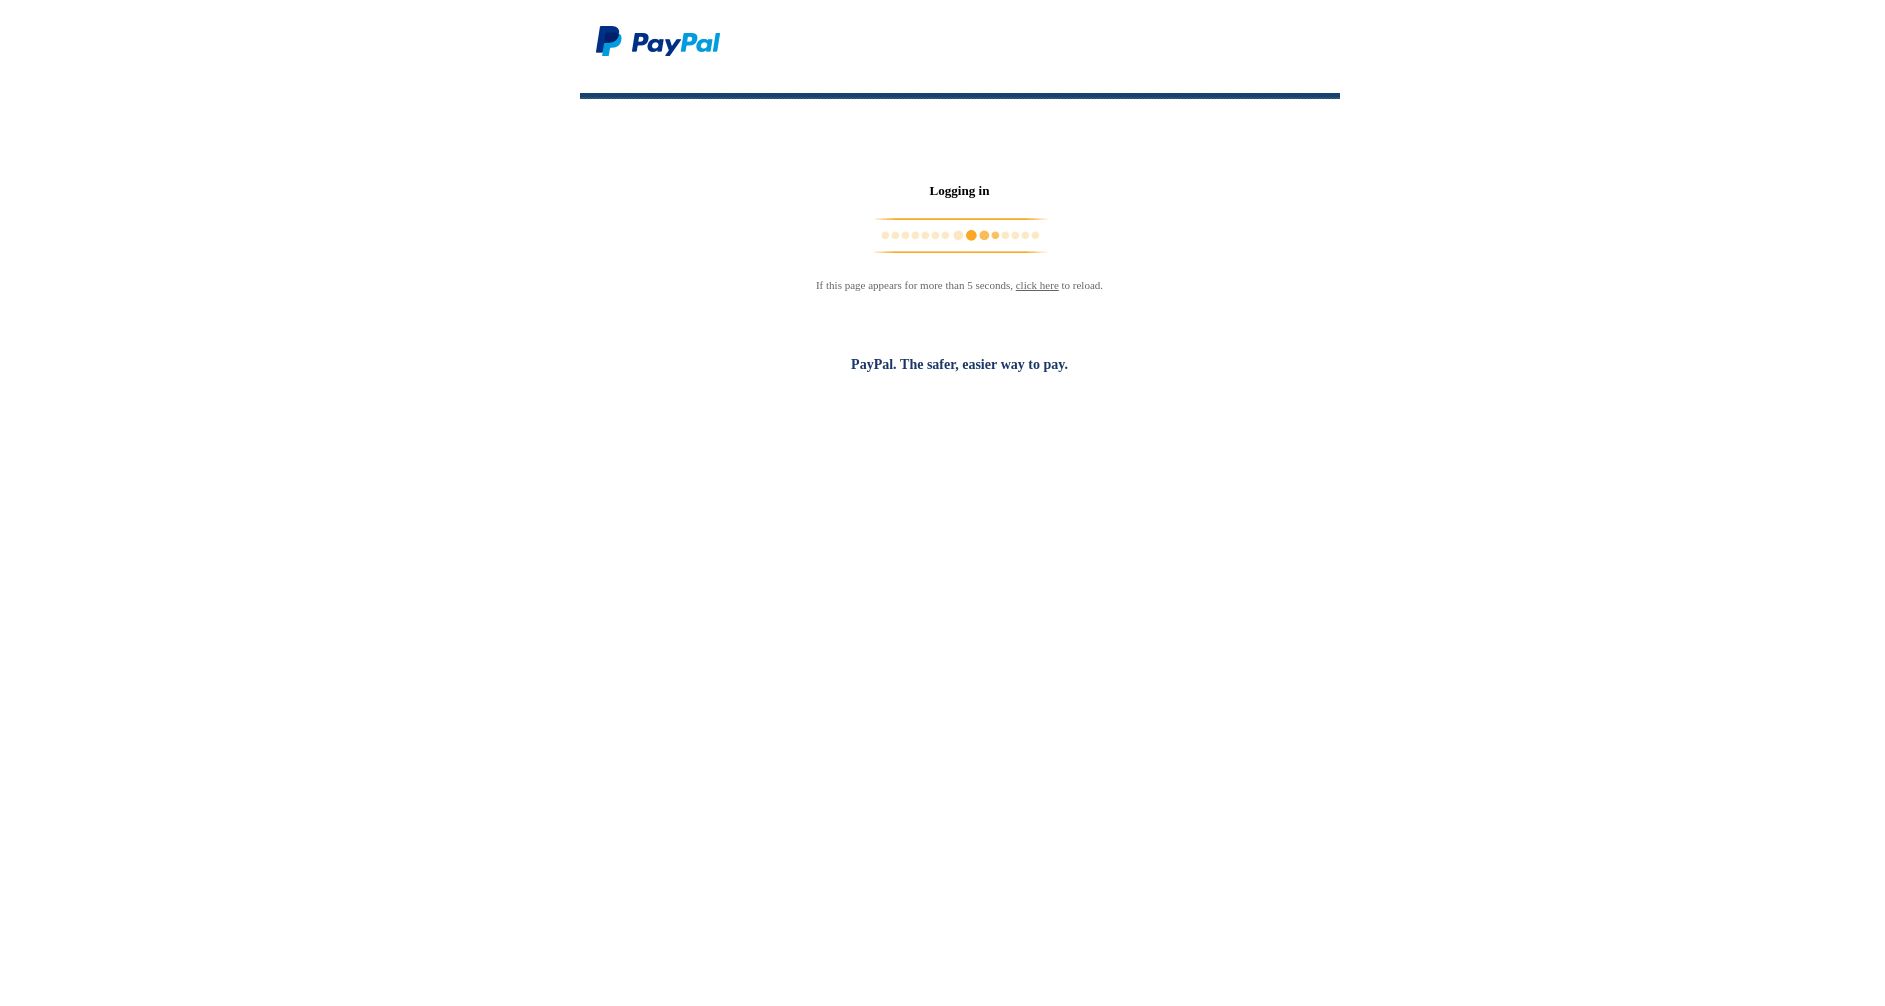 PayPal
Logging in
If this page appears for more than 5 seconds, click here to reload.
PayPal. The safer, easier way to pay.